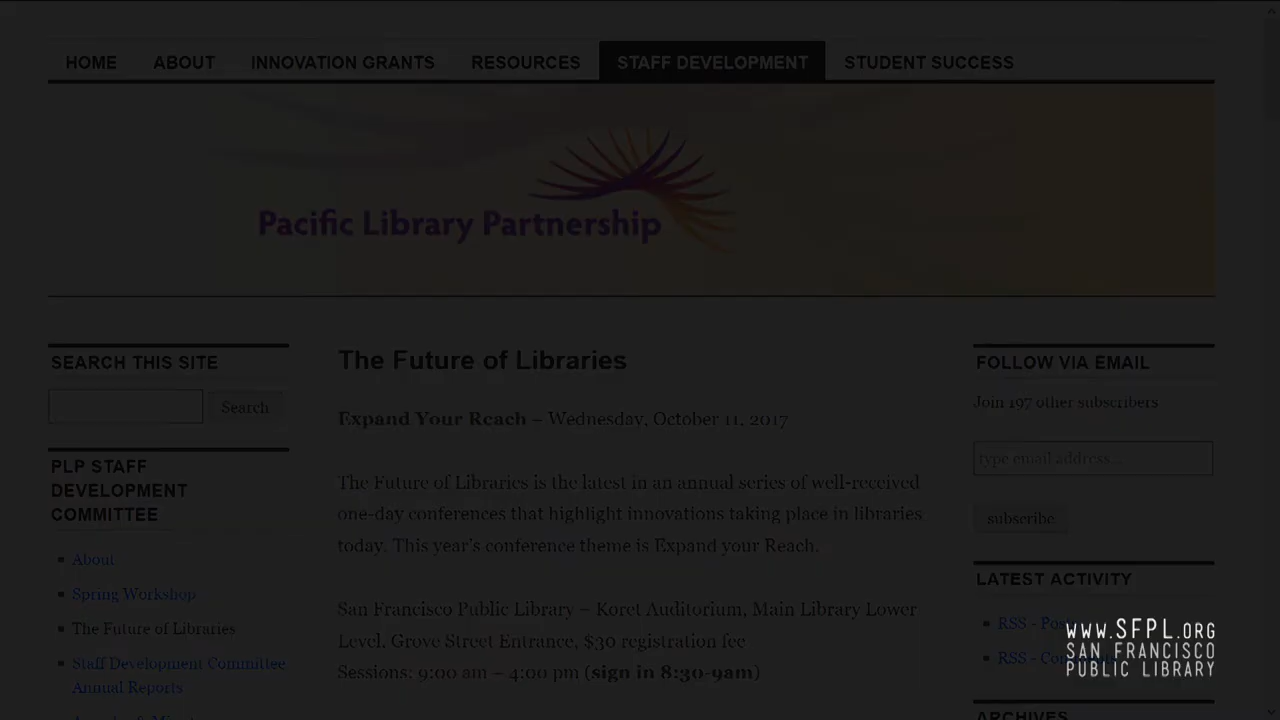 HOME ABOUT INNOVATION GRANTS RESOURCES STAFF DEVELOPMENT STUDENT SUCCESS
Pacific Library Partnership
SEARCH THIS SITE
Search
PLP STAFF
DEVELOPMENT
COMMITTEE
About
Spring Workshop
The Future of Libraries
Staff Development Committee
Annual Reports
The Future of Libraries
Expand Your Reach – Wednesday, October 11, 2017
The Future of Libraries is the latest in an annual series of well-received
one-day conferences that highlight innovations taking place in libraries
today. This year's conference theme is Expand your Reach.
San Francisco Public Library – Koret Auditorium, Main Library Lower
Level, Grove Street Entrance, $30 registration fee
Sessions: 9:00 am – 4:00 pm (sign in 8:30-9am)
FOLLOW VIA EMAIL
Join 197 other subscribers
type email address...
subscribe
LATEST ACTIVITY
RSS - Posts
RSS -
ARCHIVES
WWW.SFPL.ORG
SAN FRANCISCO
PUBLIC LIBRARY